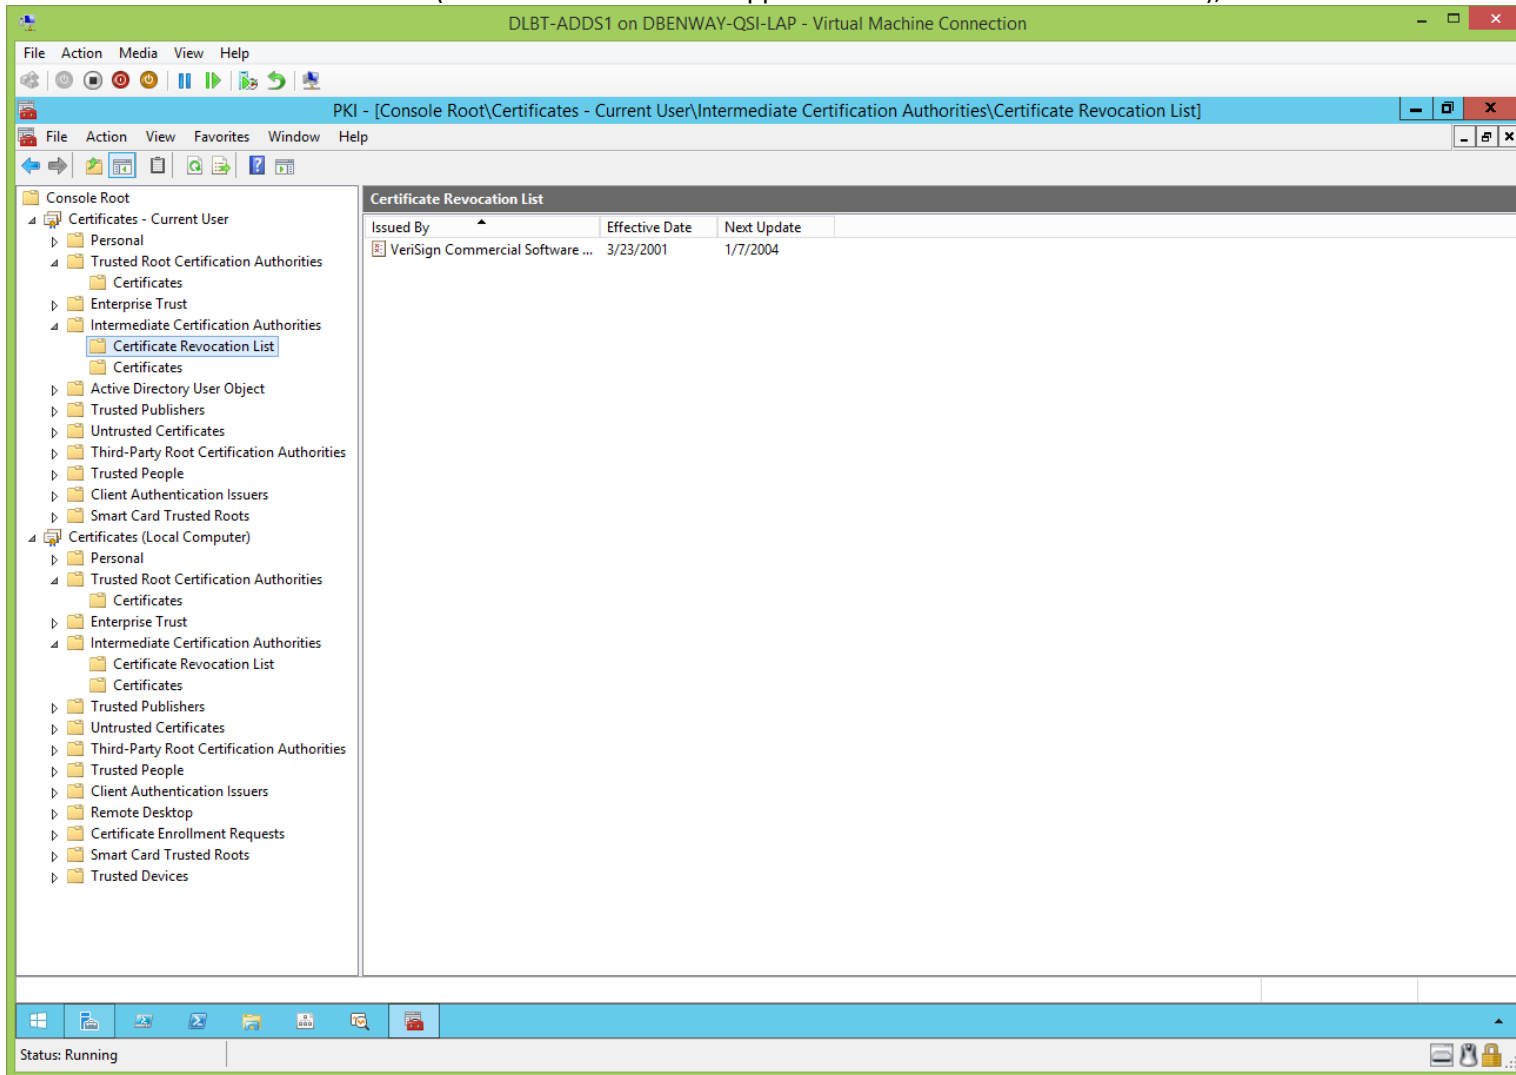 DLBT-ADDS1 on DBENWAY-QSI-LAP - Virtual Machine Connection
File Action Media View Help
PKI - [Console Root\Certificates - Current User\Intermediate Certification Authorities\Certificate Revocation List]
File Action View Favorites Window Help
Console Root
Certificates - Current User
Personal
Trusted Root Certification Authorities
Certificates
Enterprise Trust
Intermediate Certification Authorities
Certificate Revocation List
Certificates
Active Directory User Object
Trusted Publishers
Untrusted Certificates
Third-Party Root Certification Authorities
Trusted People
Client Authentication Issuers
Smart Card Trusted Roots
Certificates (Local Computer)
Personal
Trusted Root Certification Authorities
Certificates
Enterprise Trust
Intermediate Certification Authorities
Certificate Revocation List
Certificates
Trusted Publishers
Untrusted Certificates
Third-Party Root Certification Authorities
Trusted People
Client Authentication Issuers
Remote Desktop
Certificate Enrollment Requests
Smart Card Trusted Roots
Trusted Devices
Certificate Revocation List
Issued By Effective Date Next Update
VeriSign Commercial Software ... 3/23/2001 1/7/2004
Status: Running